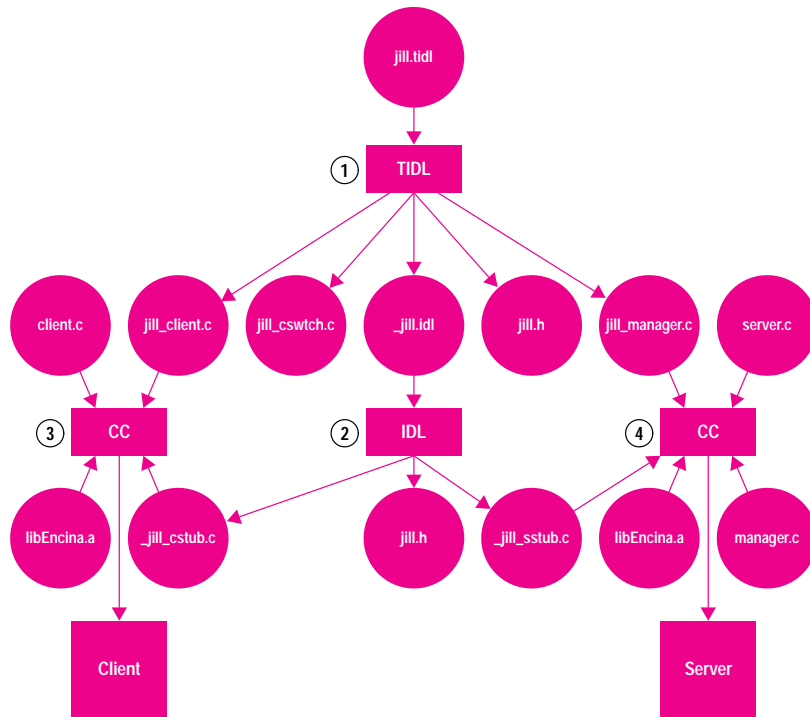 jill.tidl
1 TIDL
client.c jill_client.c jill_cswtch.c _jill.idl jill.h jill_manager.c server.c
3 CC 2 IDL 4 CC
libEncina.a _jill_cstub.c jill.h _jill_sstub.c libEncina.a manager.c
Client Server